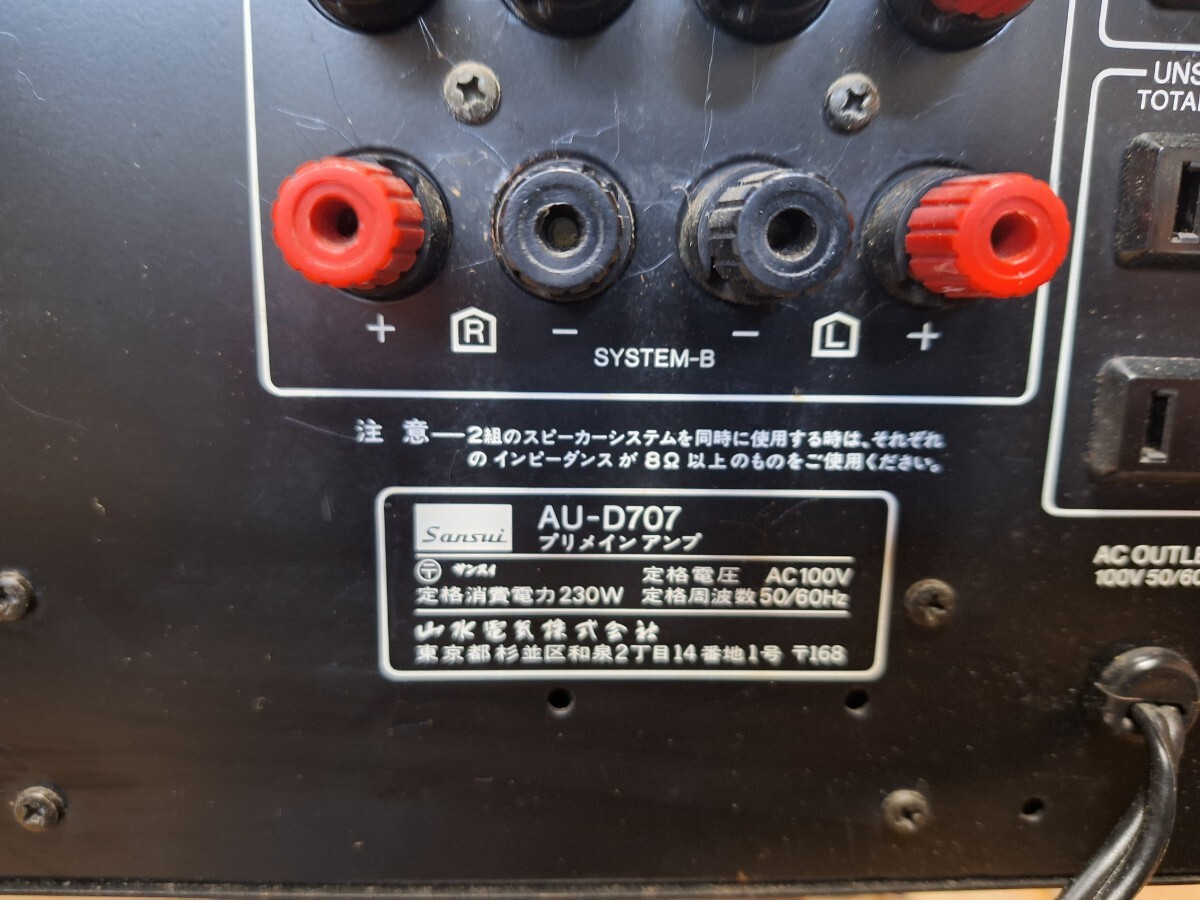 UNS
TOTAL
+ R − − L +
SYSTEM-B
注 意—2組のスピーカーシステムを同時に使用する時は、それぞれ
のインピーダンスが 8Ω 以上のものをご使用ください。
Sansui AU-D707
プリメインアンプ
〒 サンスイ 定格電圧 AC100V
定格消費電力 230W 定格周波数 50/60Hz
山水電気株式会社
東京都杉並区和泉2丁目14番地1号 〒168
AC OUTLE
100V 50/60